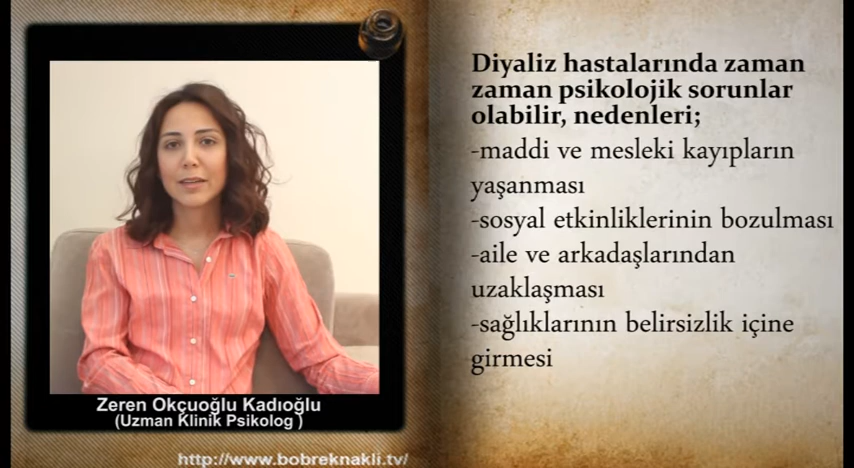 Diyaliz hastalarında zaman
zaman psikolojik sorunlar
olabilir, nedenleri;
-maddi ve mesleki kayıpların
yaşanması
-sosyal etkinliklerinin bozulması
-aile ve arkadaşlarından
uzaklaşması
-sağlıklarının belirsizlik içine
girmesi
Zeren Okçuoğlu Kadıoğlu
(Uzman Klinik Psikolog )
http://www.bobreknakli.tv/